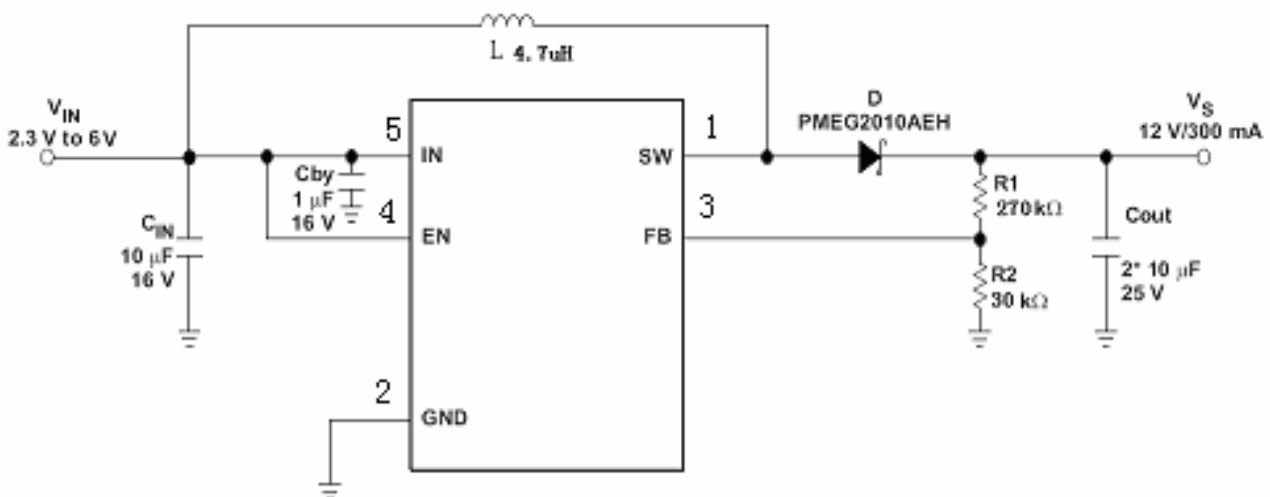 L 4.7uH
VIN
2.3 V to 6V
5
IN
Cby
1 μF
16 V
4
EN
CIN
10 μF
16 V
2
GND
1
SW
3
FB
D
PMEG2010AEH
VS
12 V/300 mA
R1
270kΩ
R2
30 kΩ
Cout
2* 10 μF
25 V